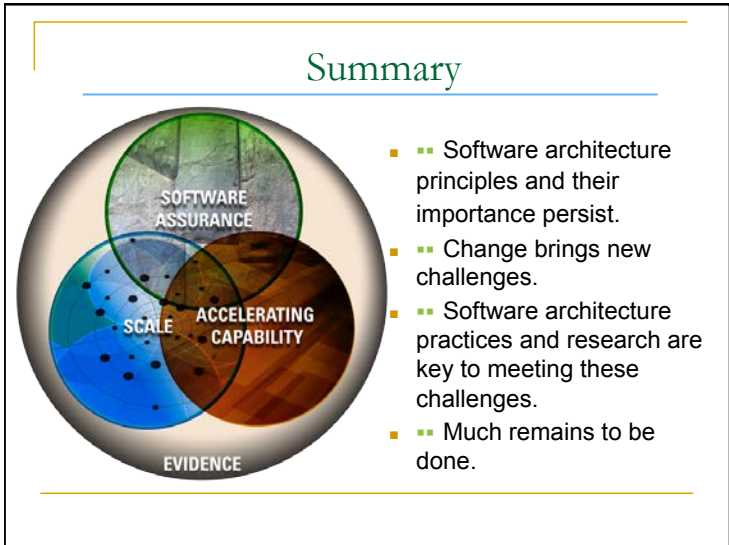 Summary
SOFTWARE
ASSURANCE
SCALE
ACCELERATING
CAPABILITY
EVIDENCE
Software architecture
principles and their
importance persist.
Change brings new
challenges.
Software architecture
practices and research are
key to meeting these
challenges.
Much remains to be
done.